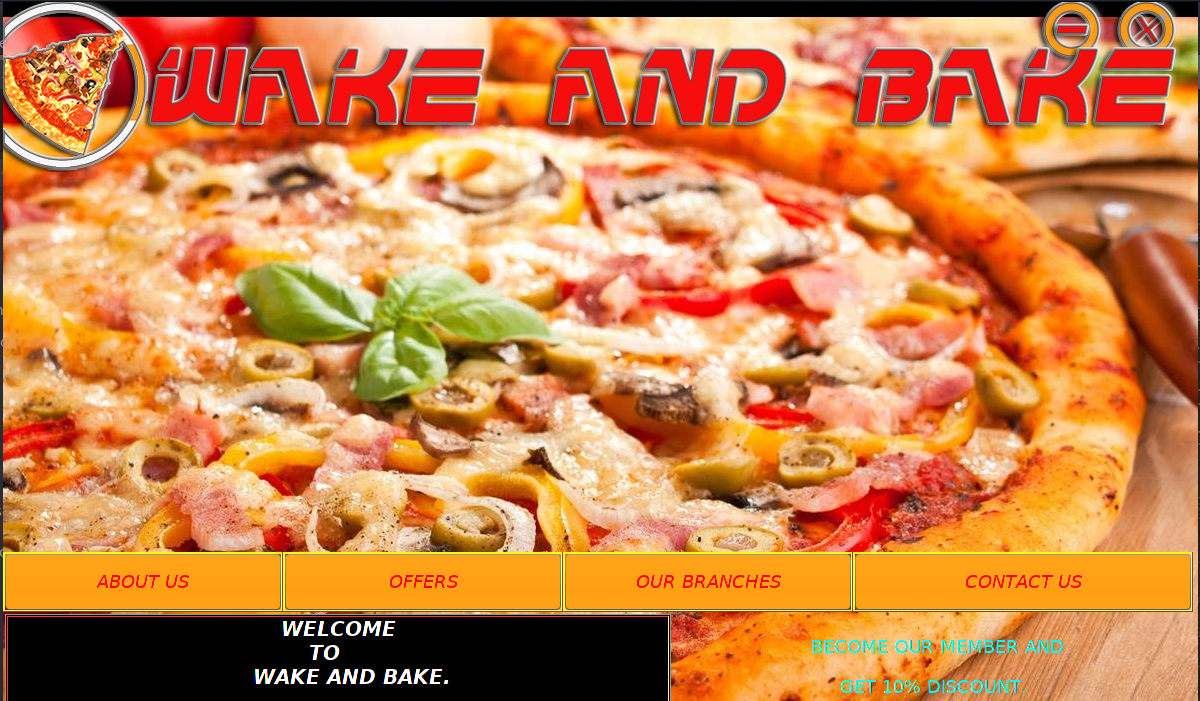 WAKE AND BAKE
ABOUT US
OFFERS
OUR BRANCHES
CONTACT US
WELCOME
TO
WAKE AND BAKE.
BECOME OUR MEMBER AND
GET 10% DISCOUNT.